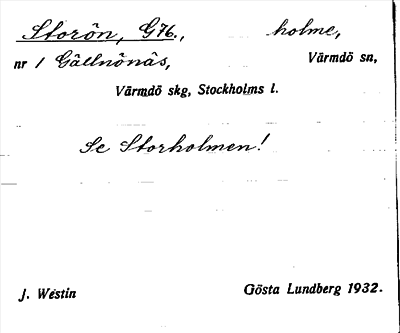 Storön, G76., holme,
nr 1 Gällnönäs, Värmdö sn,
Värmdö skg, Stockholms l.
Se Storholmen!
J. Westin Gösta Lundberg 1932.